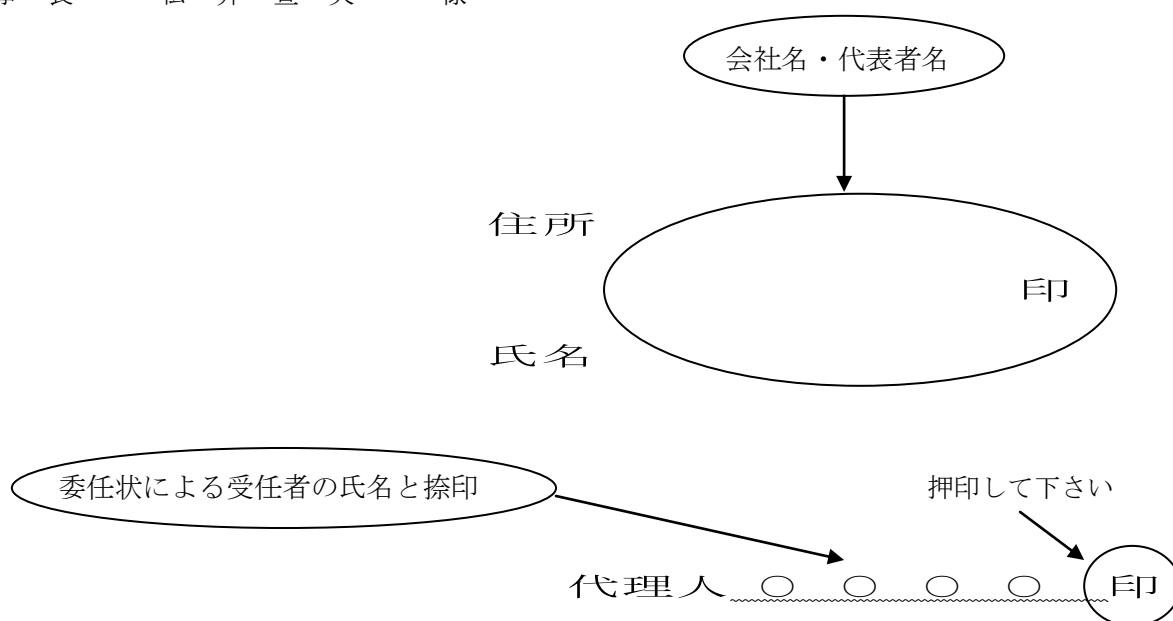 様
会社名・代表者名
住所
印
氏名
委任状による受任者の氏名と捺印
押印して下さい
代理人 ○ ○ ○ ○ 印